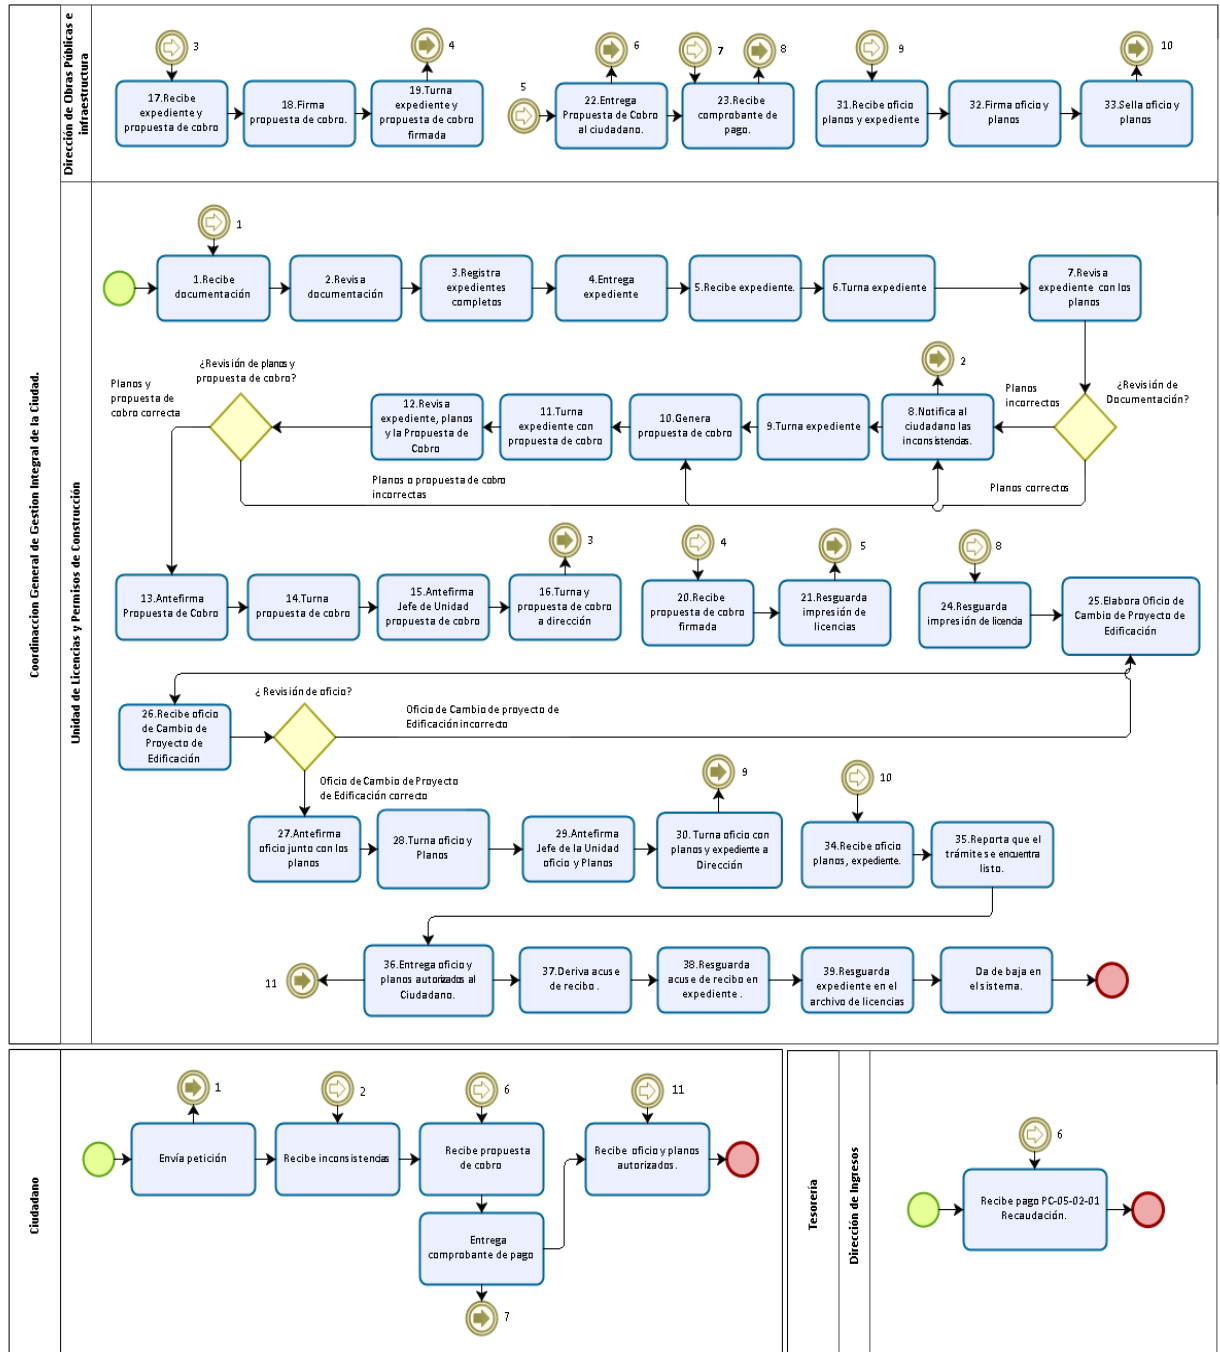 Coordinaccion General de Gestion Integral de la Ciudad.
Dirección de Obras Públicas e
infraestructura
3
4
17.Recibe
expediente y
propuesta de cobro
18.Firma
propuesta de cobro.
19.Turna
expediente y
propuesta de cobro
firmada
5
6
7
8
22.Entrega
Propuesta de Cobro
al ciudadano.
23.Recibe
comprobante de
pago.
9
10
31.Recibe oficio
planos y expediente
32.Firma oficio y
planos
33.Sella oficio y
planos
Unidad de Licencias y Permisos de Construcción
1
1.Recibe
documentación
2.Revisa
documentación
3.Registra
expedientes
completos
4.Entrega
expediente
5.Recibe expediente.
6.Turna expediente
7.Revisa
expediente con los
planos
¿Revisión de
Documentación?
Planos
incorrectos
Planos correctos
2
8.Notifica al
ciudadano las
inconsistencias.
9.Turna expediente
10.Genera
propuesta de cobro
11.Turna
expediente con
propuesta de cobro
12.Revisa
expediente, planos
y la Propuesta de
Cobro
¿Revisión de planos y
propuesta de cobro?
Planos y
propuesta de
cobro correcta
Planos o propuesta de cobro
incorrectas
13.Antefirma
Propuesta de Cobro
14.Turna
propuesta de cobro
15.Antefirma
Jefe de Unidad
propuesta de cobro
16.Turna y
propuesta de cobro
a dirección
3
4
20.Recibe
propuesta de cobro
firmada
5
21.Resguarda
impresión de
licencias
8
24.Resguarda
impresión de licencia
25.Elabora Oficio de
Cambio de Proyecto de
Edificación
26.Recibe oficio
de Cambio de
Proyecto de
Edificación
¿ Revisión de oficio?
Oficio de Cambio de proyecto de
Edificación incorrecto
Oficio de Cambio de Proyecto
de Edificación correcto
27.Antefirma
oficio junto con los
planos
28.Turna oficio y
Planos
29.Antefirma
Jefe de la Unidad
oficio y Planos
9
30. Turna oficio con
planos y expediente a
Dirección
10
34.Recibe oficio
planos, expediente.
35.Reporta que el
trámite se encuentra
listo.
11
36.Entrega oficio y
planos autorizados al
Ciudadano.
37.Deriva acuse
de recibo .
38.Resguarda
acuse de recibo en
expediente .
39.Resguarda
expediente en el
archivo de licencias
Da de baja en
el sistema.
Ciudadano
1
Envía petición
2
Recibe inconsistencias
6
Recibe propuesta
de cobro
Entrega
comprobante de pago
7
11
Recibe oficio y planos
autorizados.
Tesorería
Dirección de Ingresos
6
Recibe pago PC-05-02-01
Recaudación.